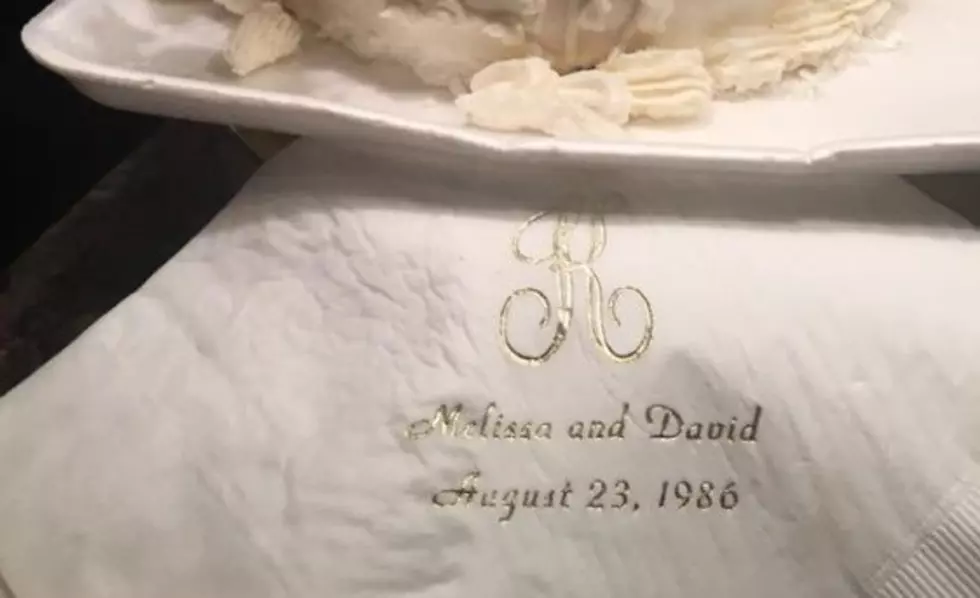 R
Melissa and David
August 23, 1986